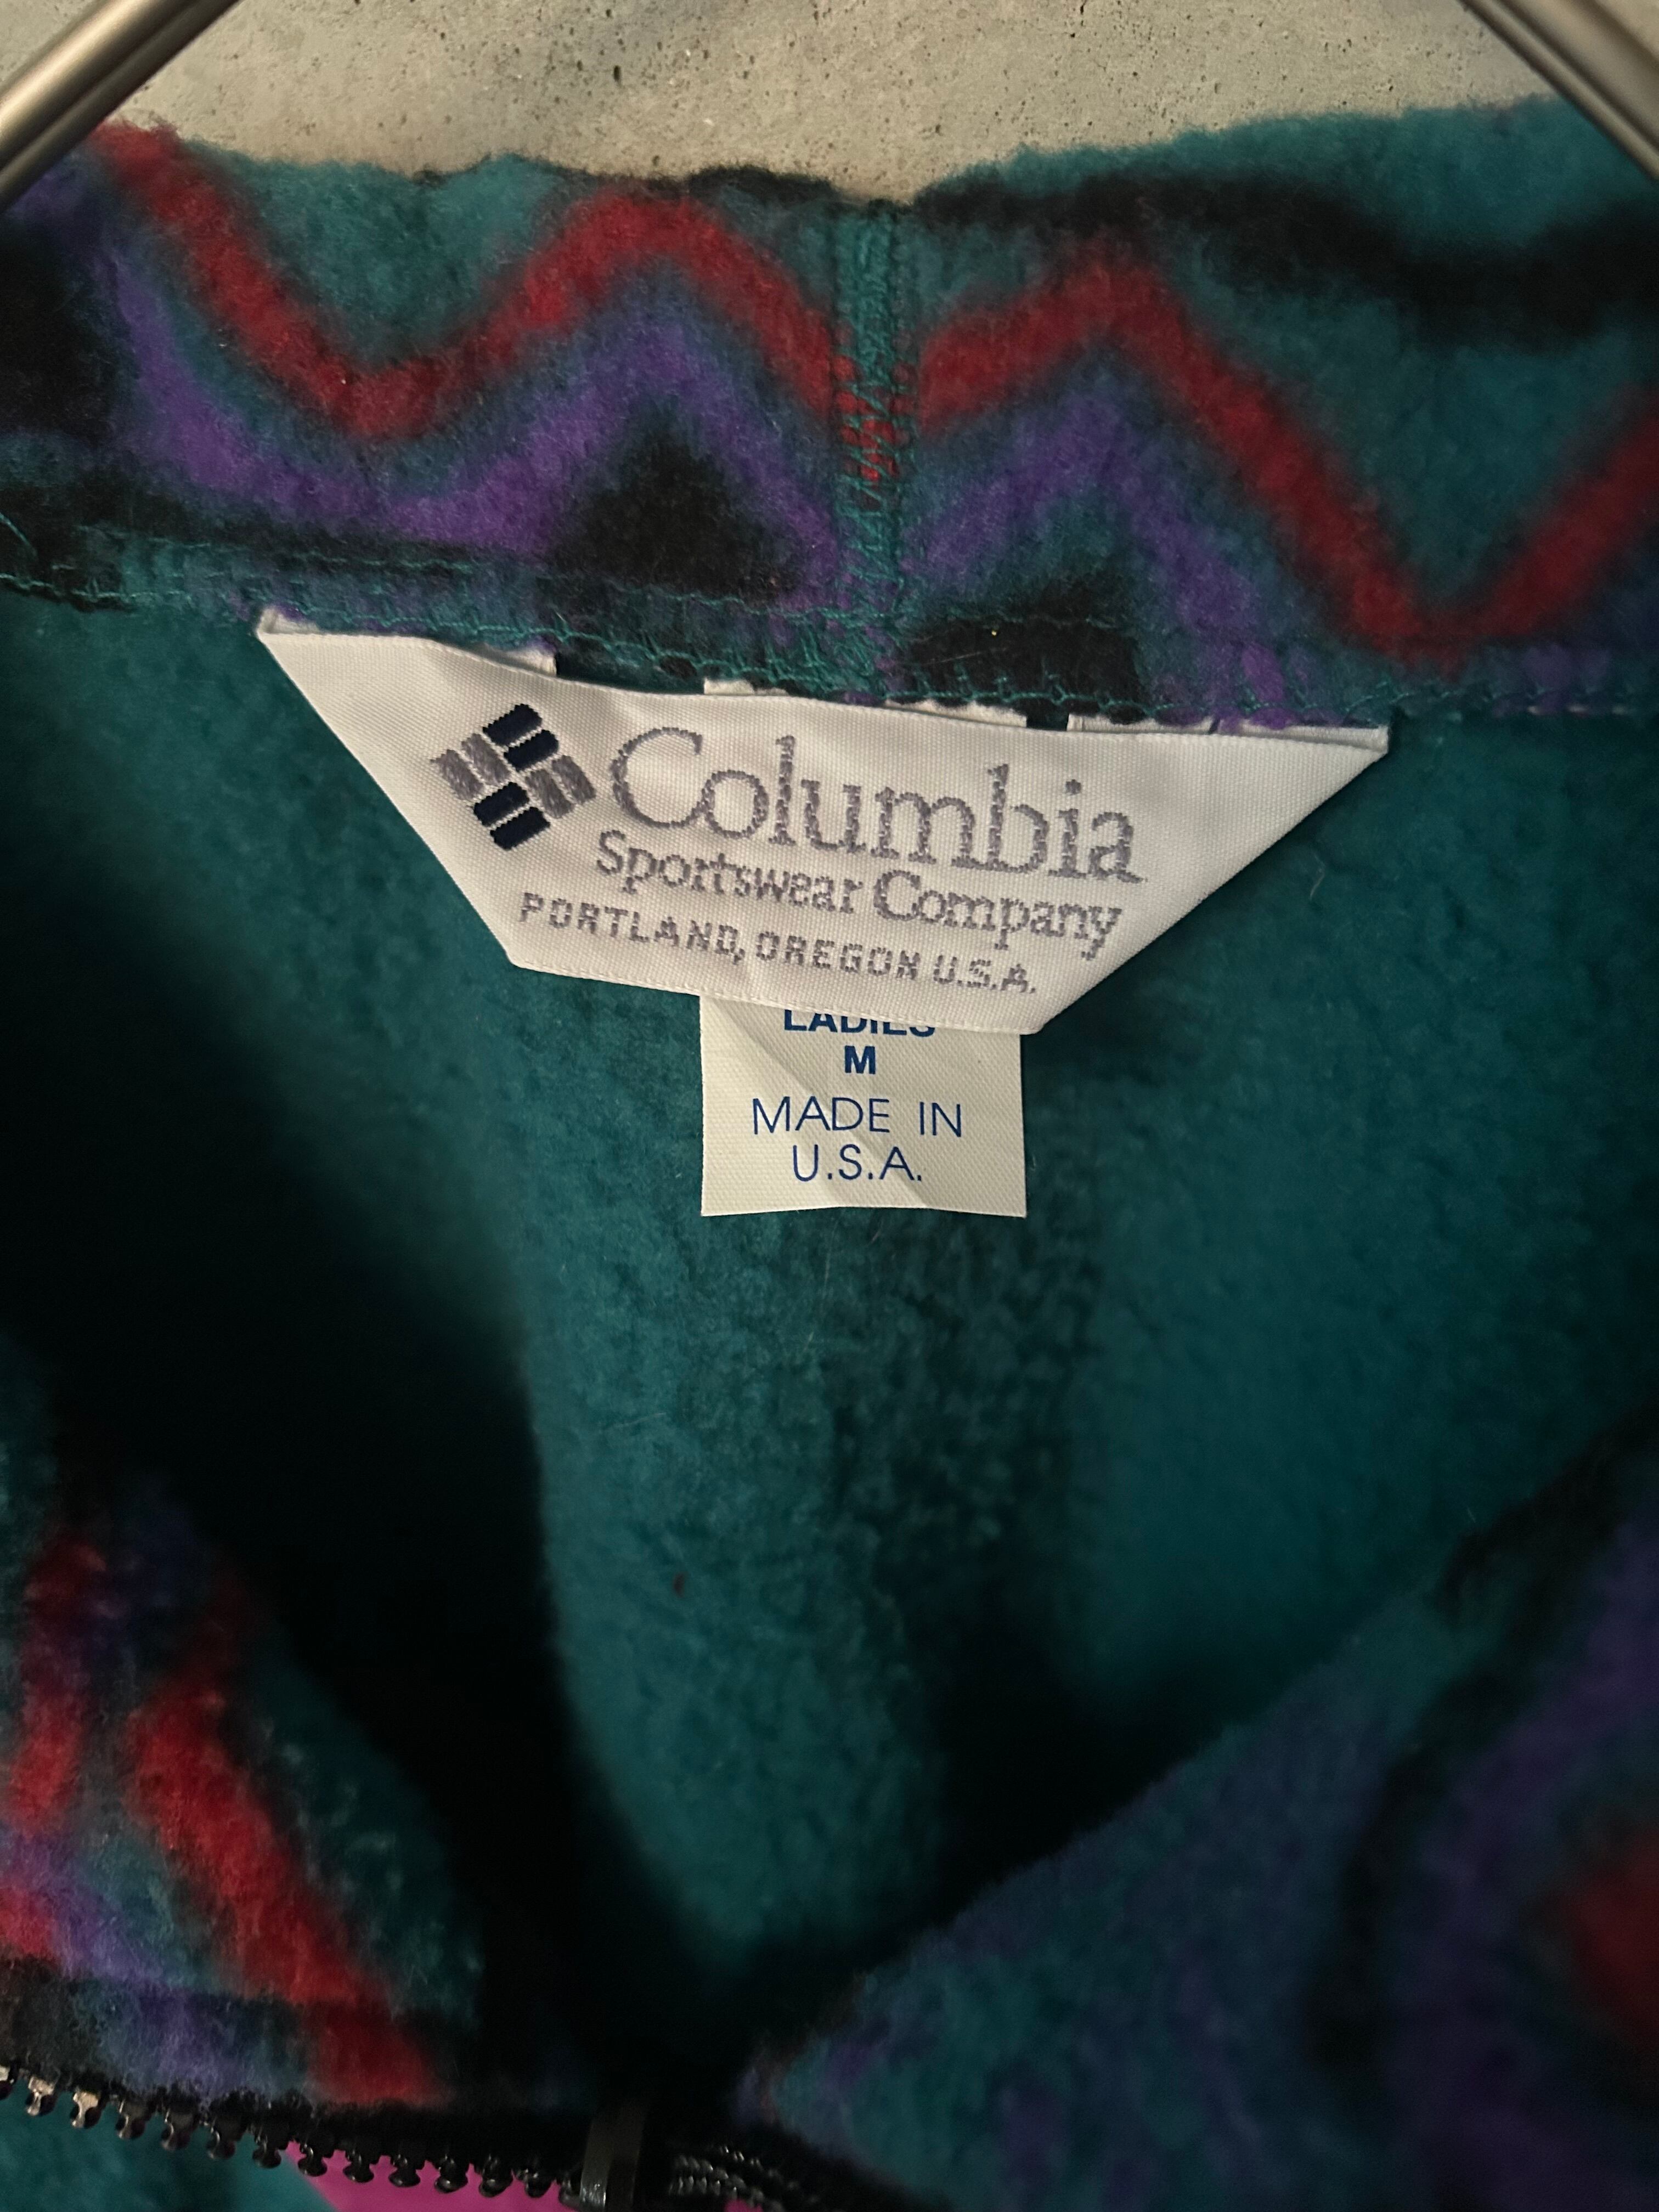 Columbia
Sportswear Company
PORTLAND, OREGON U.S.A.
LADIES
M
MADE IN
U.S.A.